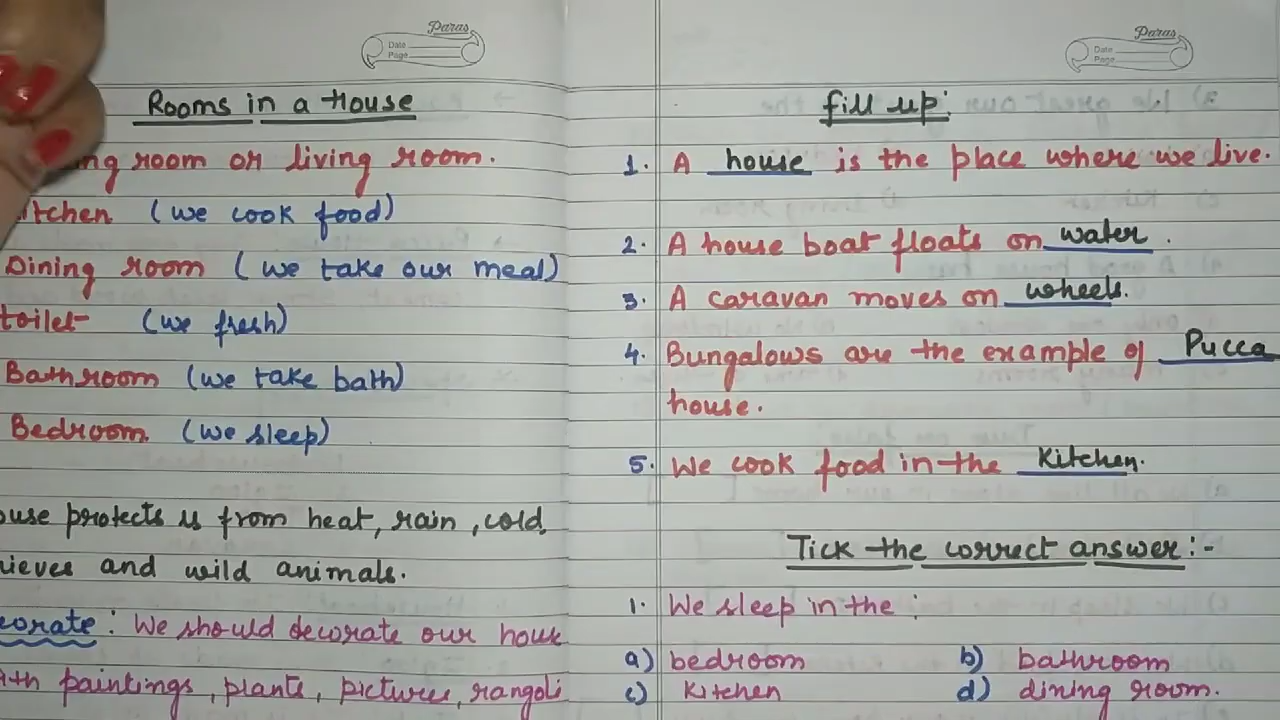 Paras
Date
Page
Rooms in a House
ng room or living room.
itchen (we cook food)
Dining room (we take our meal)
toilet (we fresh)
Bathroom (we take bath)
Bedroom (we sleep)
ouse protects us from heat, rain, cold,
ieves and wild animals.
corate: We should decorate our hous
ith paintings, plants, pictures, rangoli
Paras
Date
Page
fill up:
1. A house is the place where we live.
2. A house boat floats on water.
3. A caravan moves on wheels.
4. Bungalows are the example of Pucca
house.
5. We cook food in the Kitchen.
Tick the correct answer:-
1. We sleep in the:
a) bedroom b) bathroom
c) Kitchen d) dining room.